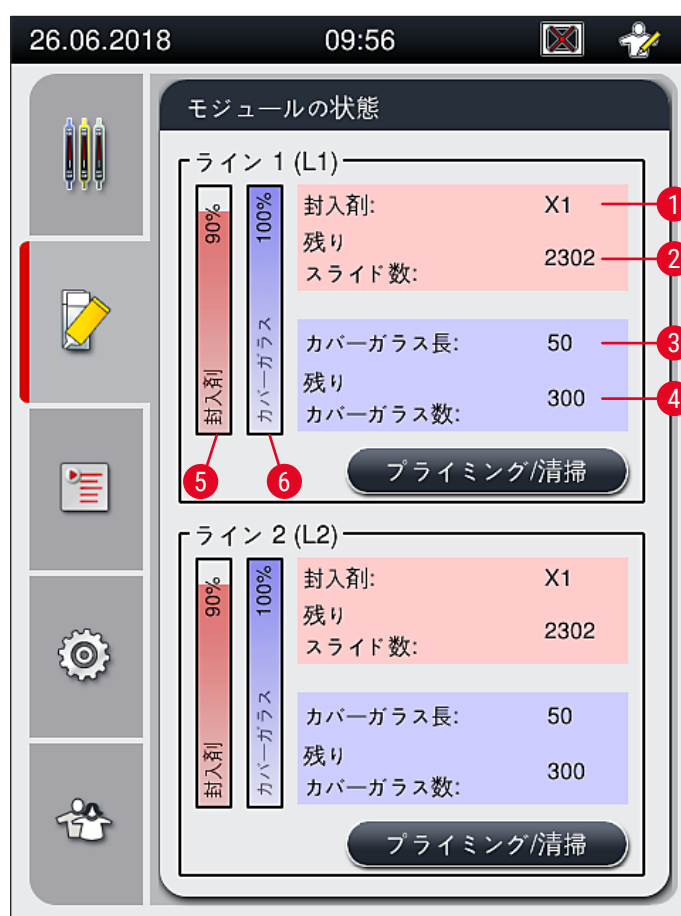 26.06.2018 09:56
モジュールの状態
ライン 1 (L1)
90%
封入剤
100%
カバーガラス
封入剤: X1
1
残り
スライド数: 2302
2
カバーガラス長: 50
3
残り
カバーガラス数: 300
4
5
6
プライミング/清掃
ライン 2 (L2)
90%
封入剤
100%
カバーガラス
封入剤: X1
残り
スライド数: 2302
カバーガラス長: 50
残り
カバーガラス数: 300
プライミング/清掃